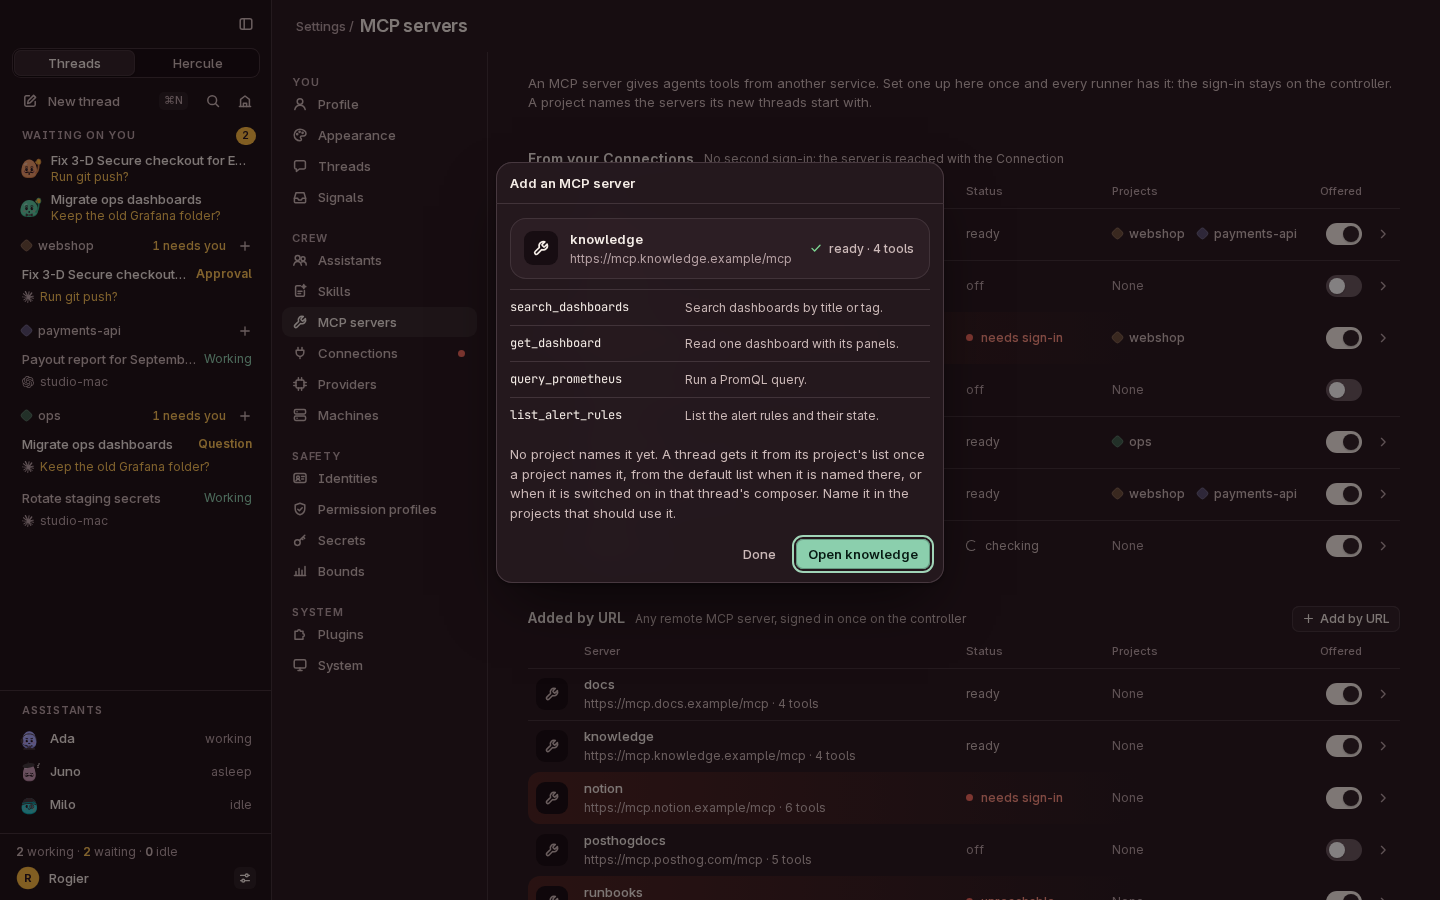 Threads
Hercule
New thread
⌘N
WAITING ON YOU
2
Fix 3-D Secure checkout for E…
Run git push?
Migrate ops dashboards
Keep the old Grafana folder?
webshop
1 needs you
Fix 3-D Secure checkout…
Approval
Run git push?
payments-api
Payout report for Septemb…
Working
studio-mac
ops
1 needs you
Migrate ops dashboards
Question
Keep the old Grafana folder?
Rotate staging secrets
Working
studio-mac
ASSISTANTS
Ada
working
Juno
asleep
Milo
idle
2 working · 2 waiting · 0 idle
R
Rogier
Settings / MCP servers
YOU
Profile
Appearance
Threads
Signals
CREW
Assistants
Skills
MCP servers
Connections
Providers
Machines
SAFETY
Identities
Permission profiles
Secrets
Bounds
SYSTEM
Plugins
System
An MCP server gives agents tools from another service. Set one up here once and every runner has it: the sign-in stays on the controller.
A project names the servers its new threads start with.
From your Connections
No second sign-in: the server is reached with the Connection
Status
Projects
Offered
ready
webshop
payments-api
off
None
needs sign-in
webshop
off
None
ready
ops
ready
webshop
payments-api
checking
None
Add an MCP server
knowledge
https://mcp.knowledge.example/mcp
ready · 4 tools
search_dashboards
Search dashboards by title or tag.
get_dashboard
Read one dashboard with its panels.
query_prometheus
Run a PromQL query.
list_alert_rules
List the alert rules and their state.
No project names it yet. A thread gets it from its project's list once
a project names it, from the default list when it is named there, or
when it is switched on in that thread's composer. Name it in the
projects that should use it.
Done
Open knowledge
Added by URL
Any remote MCP server, signed in once on the controller
Add by URL
Server
Status
Projects
Offered
docs
https://mcp.docs.example/mcp · 4 tools
ready
None
knowledge
https://mcp.knowledge.example/mcp · 4 tools
ready
None
notion
https://mcp.notion.example/mcp · 6 tools
needs sign-in
None
posthogdocs
https://mcp.posthog.com/mcp · 5 tools
off
None
runbooks